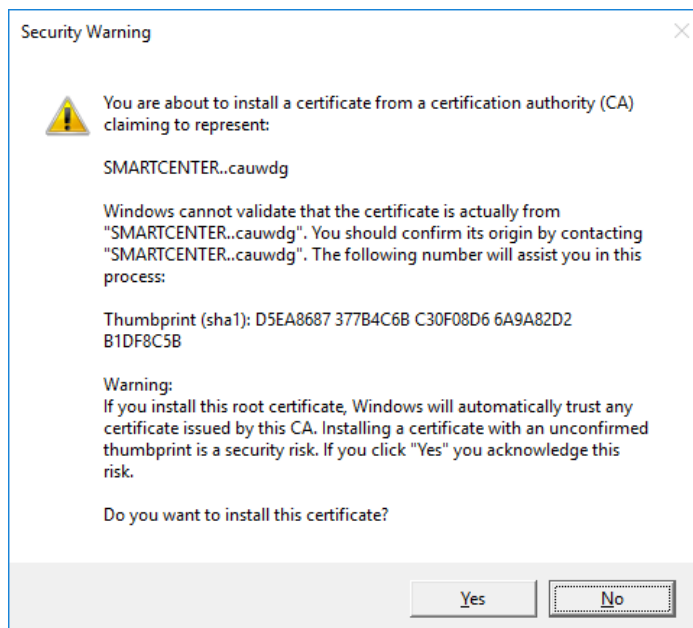 Security Warning
You are about to install a certificate from a certification authority (CA)
claiming to represent:
SMARTCENTER..cauwdg
Windows cannot validate that the certificate is actually from
"SMARTCENTER..cauwdg". You should confirm its origin by contacting
"SMARTCENTER..cauwdg". The following number will assist you in this
process:
Thumbprint (sha1): D5EA8687 377B4C6B C30F08D6 6A9A82D2
B1DF8C5B
Warning:
If you install this root certificate, Windows will automatically trust any
certificate issued by this CA. Installing a certificate with an unconfirmed
thumbprint is a security risk. If you click "Yes" you acknowledge this
risk.
Do you want to install this certificate?
Yes
No